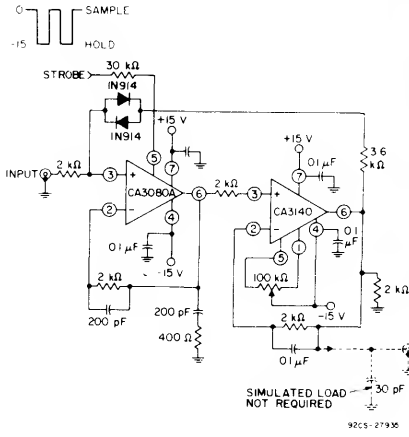 0 SAMPLE
-15 HOLD
STROBE 30 kΩ
1N914
1N914
+15 V
+15 V
0.1 μF
3.6 kΩ
INPUT 2 kΩ
3 + 5 7
CA3080A
6 2 kΩ 3 + 7
CA3140
6
2 - 4
2 - 5 1 4
0.1 μF
-15 V
0.1 μF
100 kΩ
-15 V
2 kΩ
200 pF
200 pF
400 Ω
2 kΩ
2 kΩ
0.1 μF
30 pF
SIMULATED LOAD
NOT REQUIRED
92CS-27935